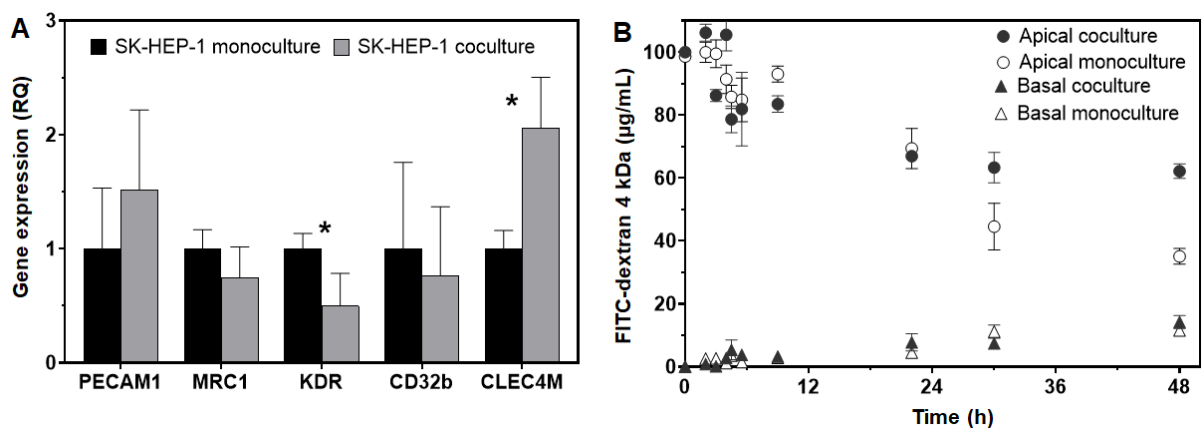 A
SK-HEP-1 monoculture
SK-HEP-1 coculture
Gene expression (RQ)
3
2
1
0
*
*
PECAM1 MRC1 KDR CD32b CLEC4M
B
Apical coculture
Apical monoculture
Basal coculture
Basal monoculture
FITC-dextran 4 kDa (µg/mL)
100
80
60
40
20
0
0 12 24 36 48
Time (h)